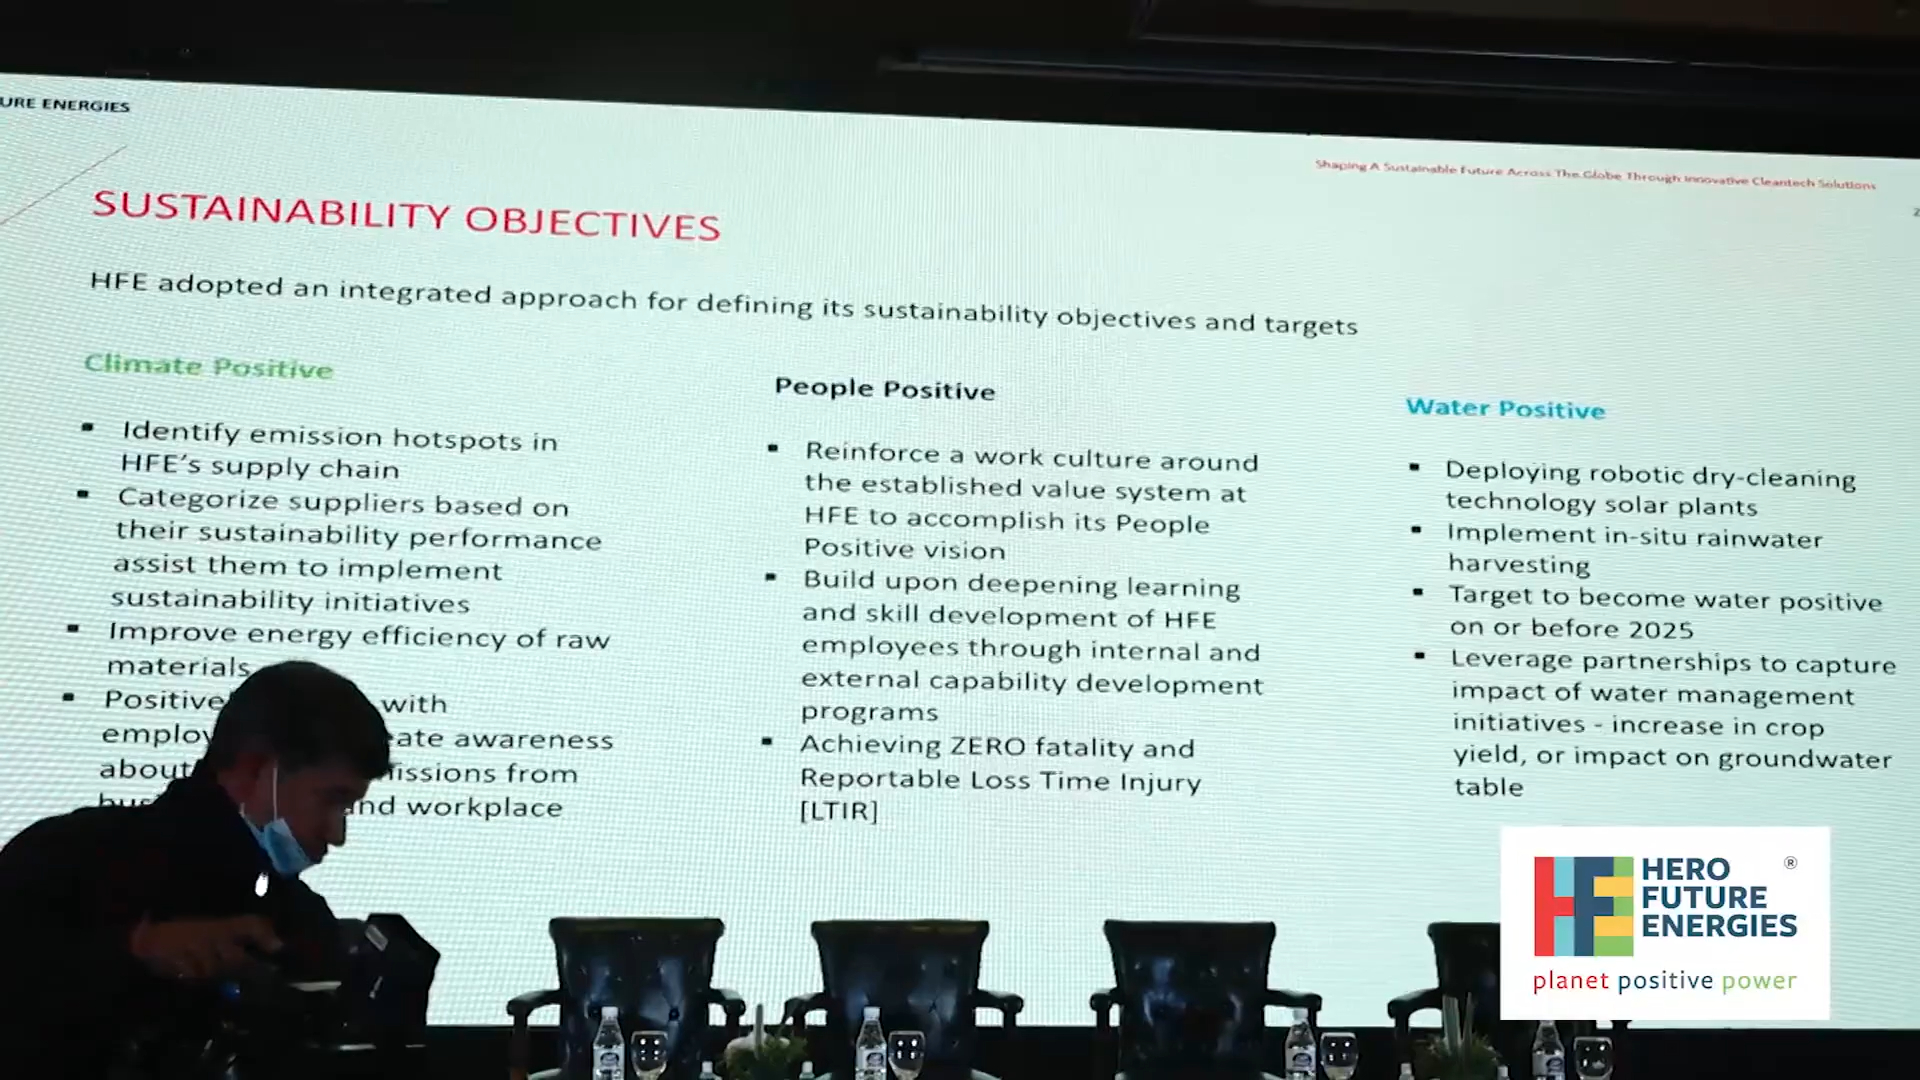 URE ENERGIES
Shaping A Sustainable Future Across The Globe Through Innovative Cleantech Solutions
SUSTAINABILITY OBJECTIVES
HFE adopted an integrated approach for defining its sustainability objectives and targets
Climate Positive
Identify emission hotspots in
HFE's supply chain
Categorize suppliers based on
their sustainability performance
assist them to implement
sustainability initiatives
Improve energy efficiency of raw
materials
Positive with
emplo ate awareness
about issions from
nd workplace
People Positive
Reinforce a work culture around
the established value system at
HFE to accomplish its People
Positive vision
Build upon deepening learning
and skill development of HFE
employees through internal and
external capability development
programs
Achieving ZERO fatality and
Reportable Loss Time Injury
[LTIR]
Water Positive
Deploying robotic dry-cleaning
technology solar plants
Implement in-situ rainwater
harvesting
Target to become water positive
on or before 2025
Leverage partnerships to capture
impact of water management
initiatives - increase in crop
yield, or impact on groundwater
table
HFE
HERO ®
FUTURE
ENERGIES
planet positive power